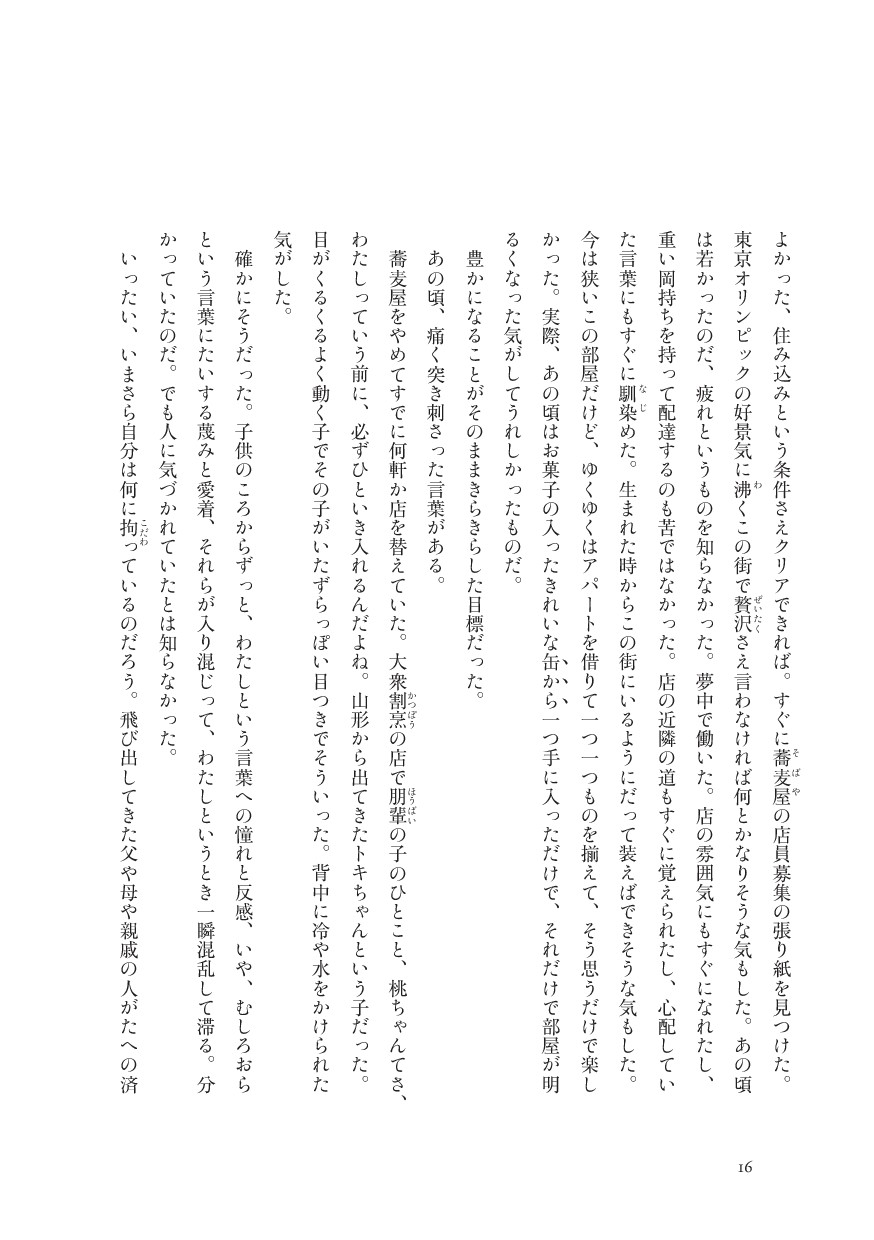 よかった、住み込みという条件さえクリアできれば。すぐに蕎麦屋の店員募集の張り紙を見つけた。
東京オリンピックの好景気に沸くこの街で贅沢さえ言わなければ何とかなりそうな気もした。あの頃
は若かったのだ、疲れというものを知らなかった。夢中で働いた。店の雰囲気にもすぐになれたし、
重い岡持ちを持って配達するのも苦ではなかった。店の近隣の道もすぐに覚えられたし、心配してい
た言葉にもすぐに馴染めた。生まれた時からこの街にいるようにだって装えばできそうな気もした。
今は狭いこの部屋だけど、ゆくゆくはアパートを借りて一つ一つものを揃えて、そう思うだけで楽し
かった。実際、あの頃はお菓子の入ったきれいな缶から一つ手に入っただけで、それだけで部屋が明
るくなった気がしてうれしかったものだ。
豊かになることがそのままきらきらした目標だった。
あの頃、痛く突き刺さった言葉がある。
蕎麦屋をやめてすでに何軒か店を替えていた。大衆割烹の店で朋輩の子のひとこと、桃ちゃんてさ、
わたしっていう前に、必ずひといき入れるんだよね。山形から出てきたトキちゃんという子だった。
目がくるくるよく動く子でその子がいたずらっぽい目つきでそういった。背中に冷や水をかけられた
気がした。
確かにそうだった。子供のころからずっと、わたしという言葉への憧れと反感、いや、むしろおら
という言葉にたいする蔑みと愛着、それらが入り混じって、わたしというとき一瞬混乱して滞る。分
かっていたのだ。でも人に気づかれていたとは知らなかった。
いったい、いまさら自分は何に拘っているのだろう。飛び出してきた父や母や親戚の人がたへの済
16